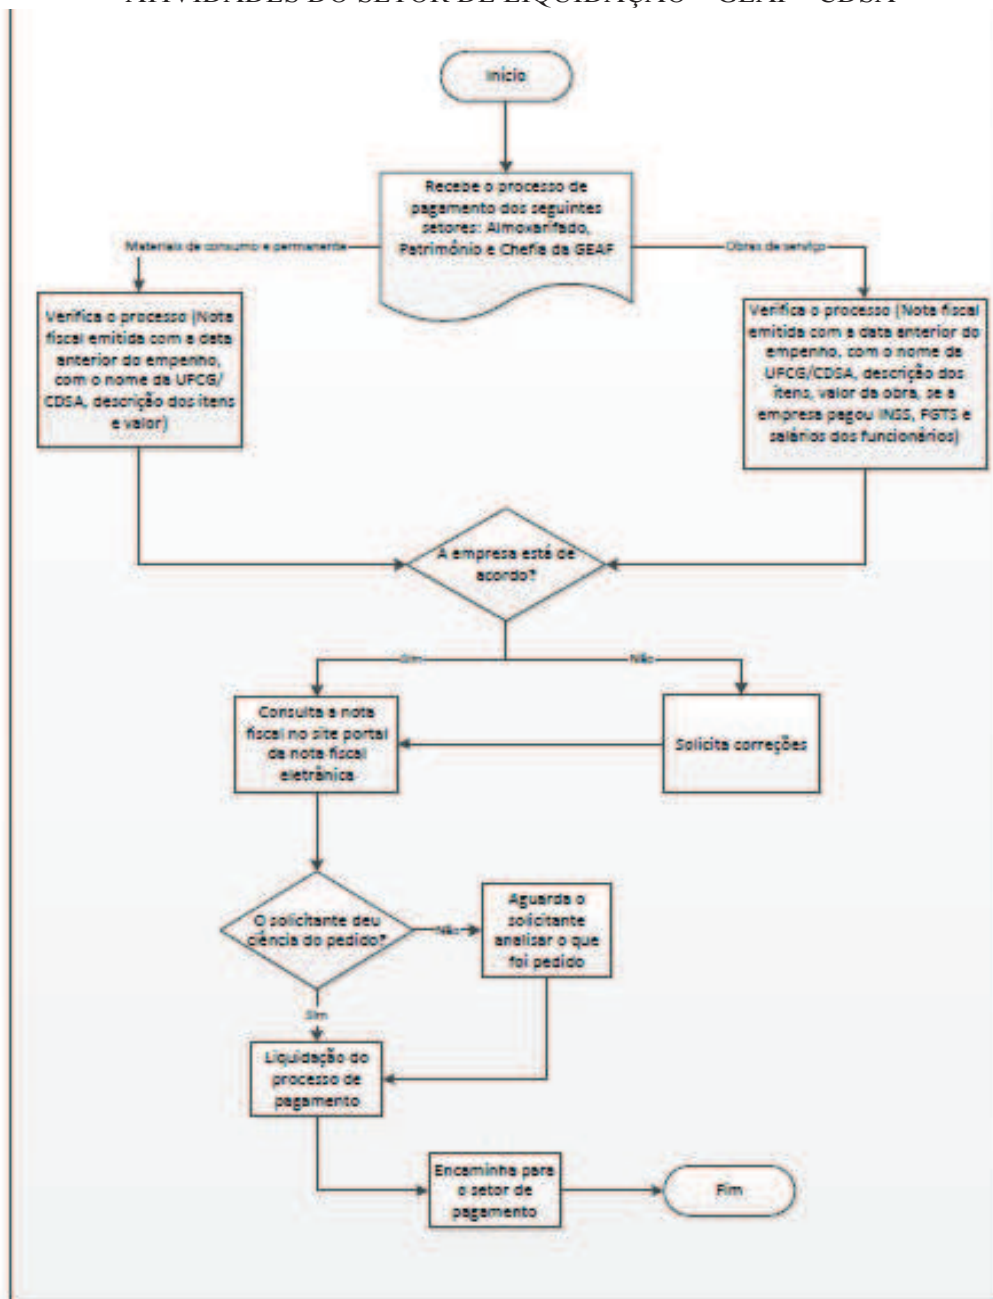 ATIVIDADES DO SETOR DE LIQUIDAÇÃO – GEAF – CDSA
Início
Recebe o processo de
pagamento dos seguintes
setores: Almoxarifado,
Patrimônio e Chefia da GEAF
Materiais de consumo e permanente
Obras de serviço
Verifica o processo (Nota
fiscal emitida com a data
anterior do empenho,
com o nome da UFCG/
CDSA, descrição dos itens
e valor)
Verifica o processo (Nota fiscal
emitida com a data anterior do
empenho, com o nome da
UFCG/CDSA, descrição dos
itens, valor da obra, se a
empresa pagou INSS, FGTS e
salários dos funcionários)
A empresa está de
acordo?
Sim
Não
Consulta a nota
fiscal no site portal
da nota fiscal
eletrânica
Solicita correções
O solicitante deu
ciência do pedido?
Não
Aguarda o
solicitante
analisar o que
foi pedido
Sim
Liquidação do
processo de
pagamento
Encaminha para
o setor de
pagamento
Fim